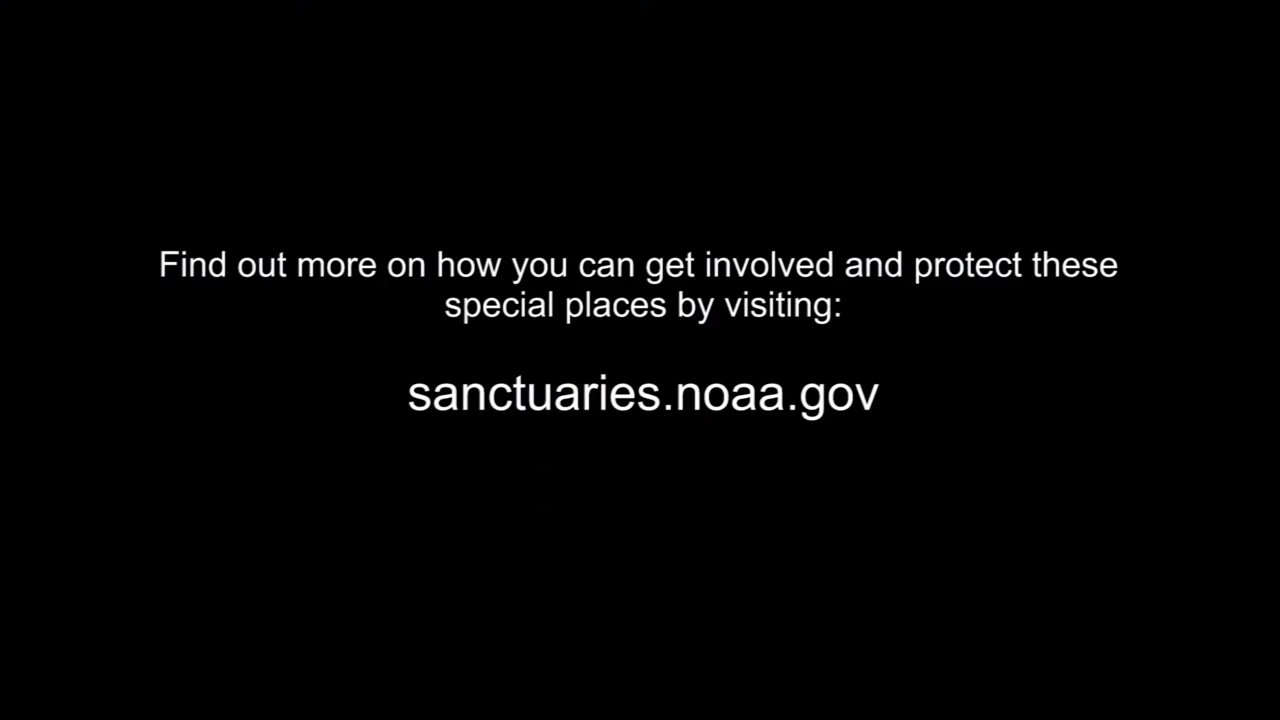 Find out more on how you can get involved and protect these
special places by visiting:
sanctuaries.noaa.gov